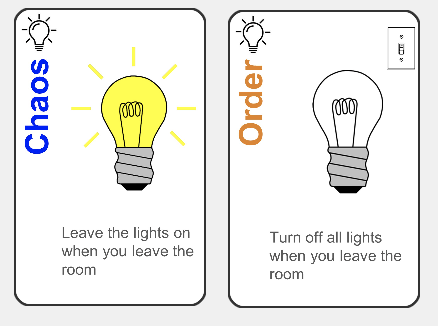 Chaos
Leave the lights on
when you leave the
room
Order
Turn off all lights
when you leave the
room